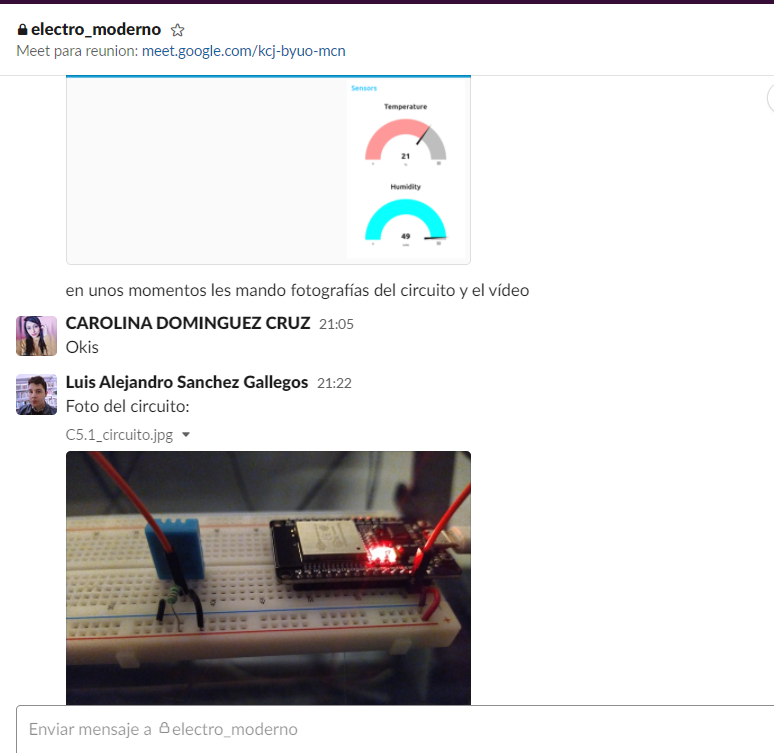 electro_moderno
Meet para reunion: meet.google.com/kcj-byuo-mcn
Sensors
Temperature
21
Humidity
49
en unos momentos les mando fotografías del circuito y el vídeo
CAROLINA DOMINGUEZ CRUZ 21:05
Okis
Luis Alejandro Sanchez Gallegos 21:22
Foto del circuito:
C5.1_circuito.jpg
Enviar mensaje a electro_moderno